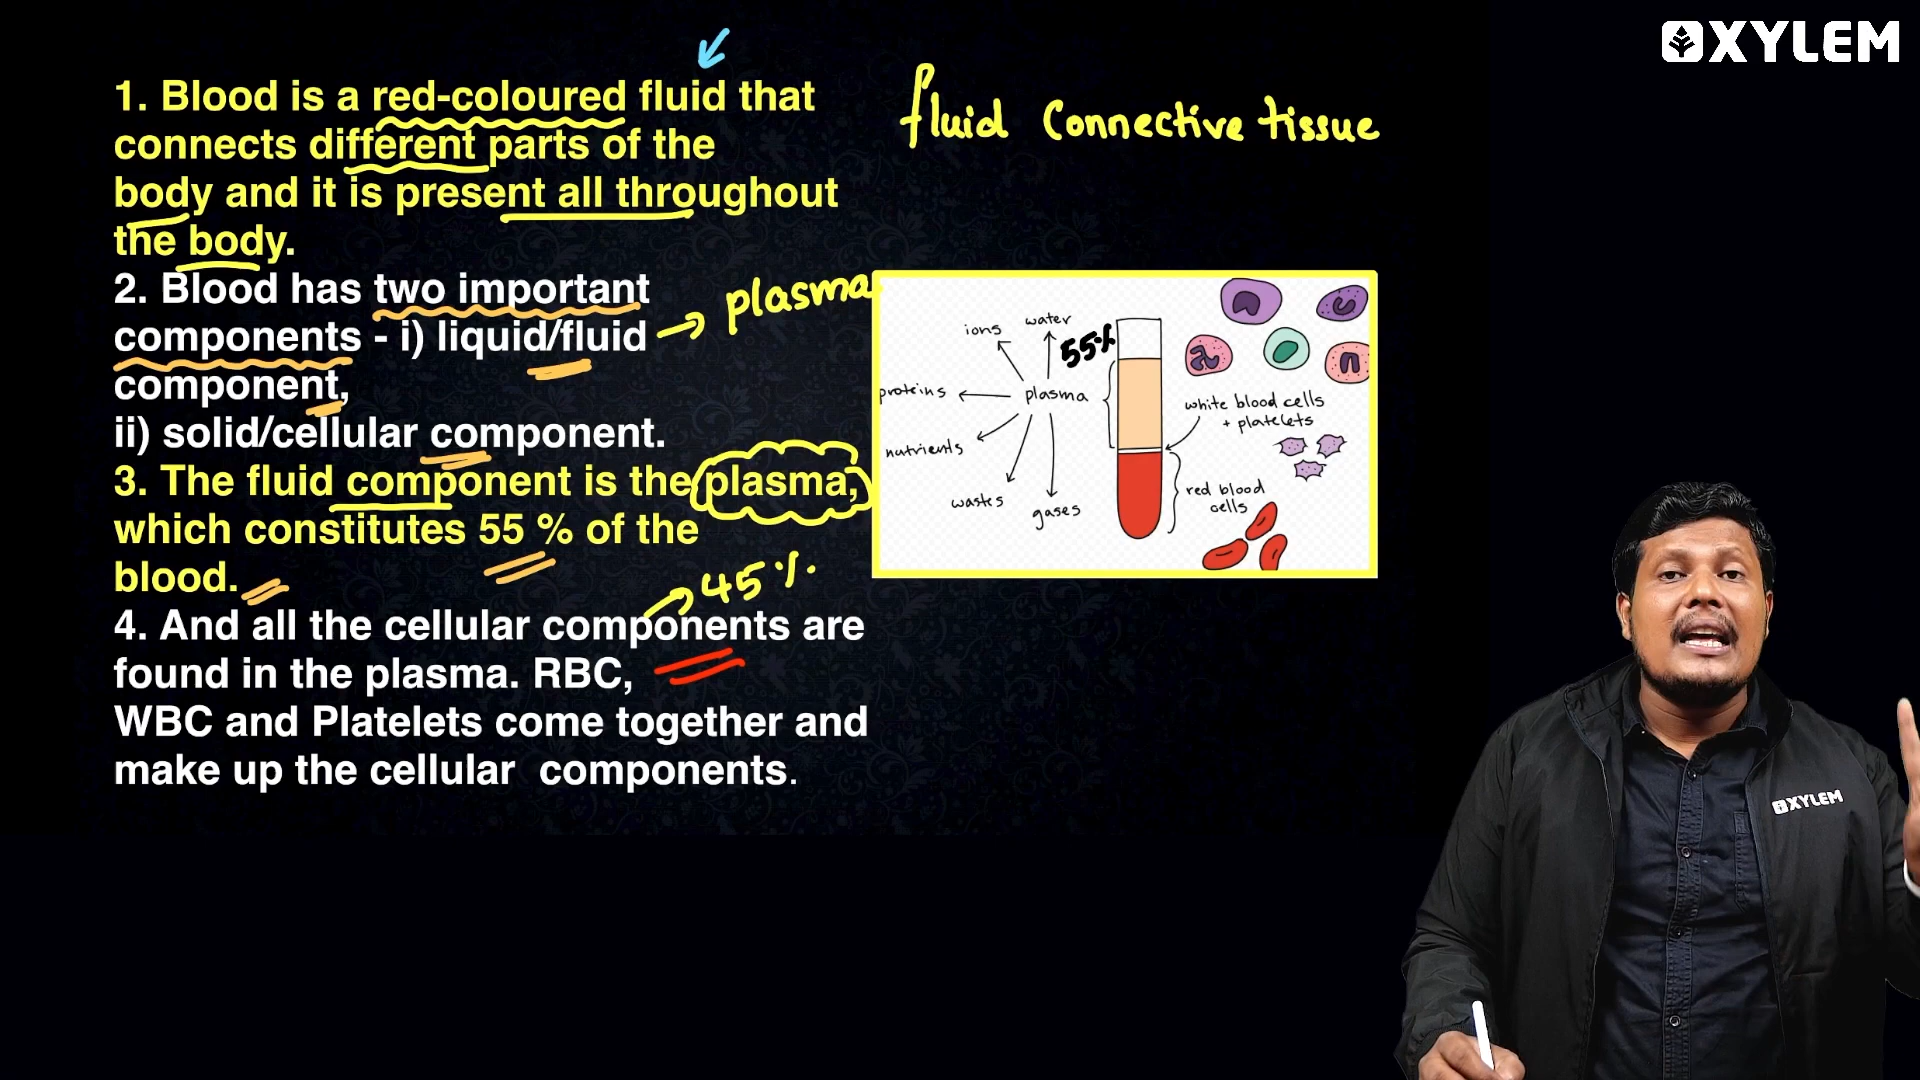 XYLEM
1. Blood is a red-coloured fluid that
connects different parts of the
body and it is present all throughout
the body.
2. Blood has two important
components - i) liquid/fluid
component,
ii) solid/cellular component.
3. The fluid component is the plasma,
which constitutes 55 % of the
blood.
4. And all the cellular components are
found in the plasma. RBC,
WBC and Platelets come together and
make up the cellular components.
fluid Connective tissue
plasma
45%
ions
water
55%
proteins
plasma
nutrients
wastes
gases
white blood cells
+ platelets
red blood
cells
XYLEM